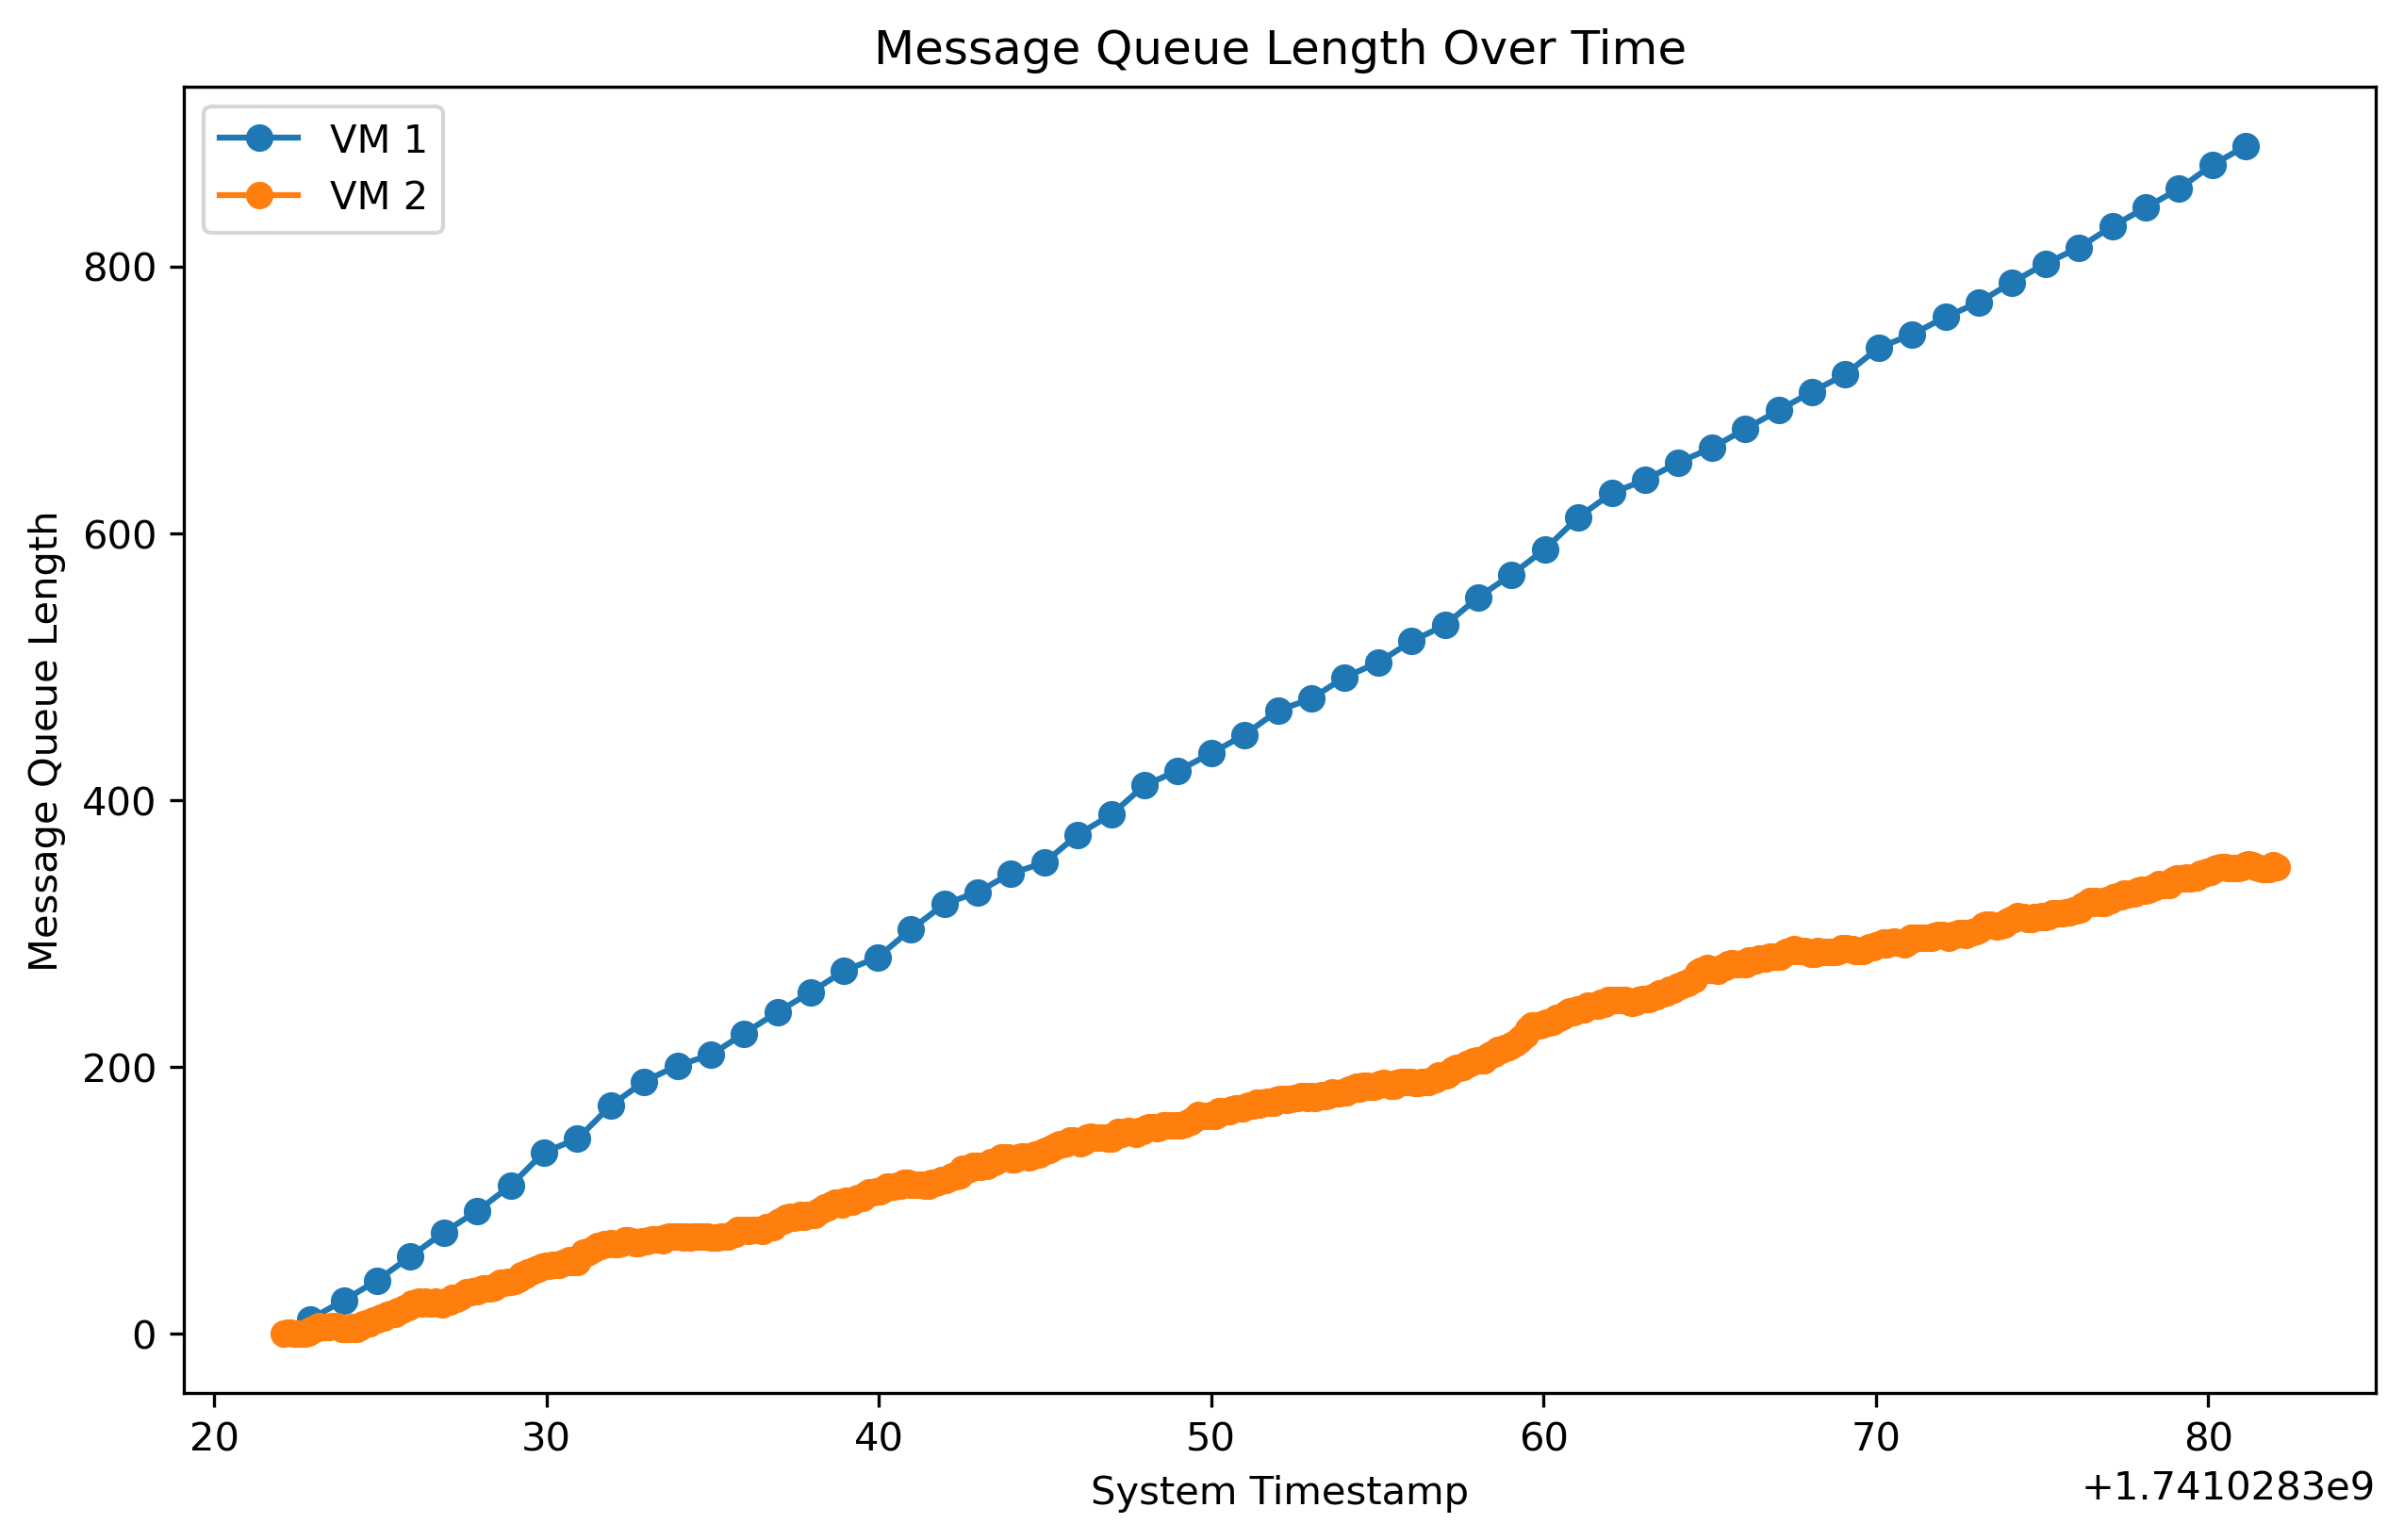 Message Queue Length Over Time
VM 1
VM 2
Message Queue Length
800
600
400
200
0
20 30 40 50 60 70 80
System Timestamp
+1.7410283e9